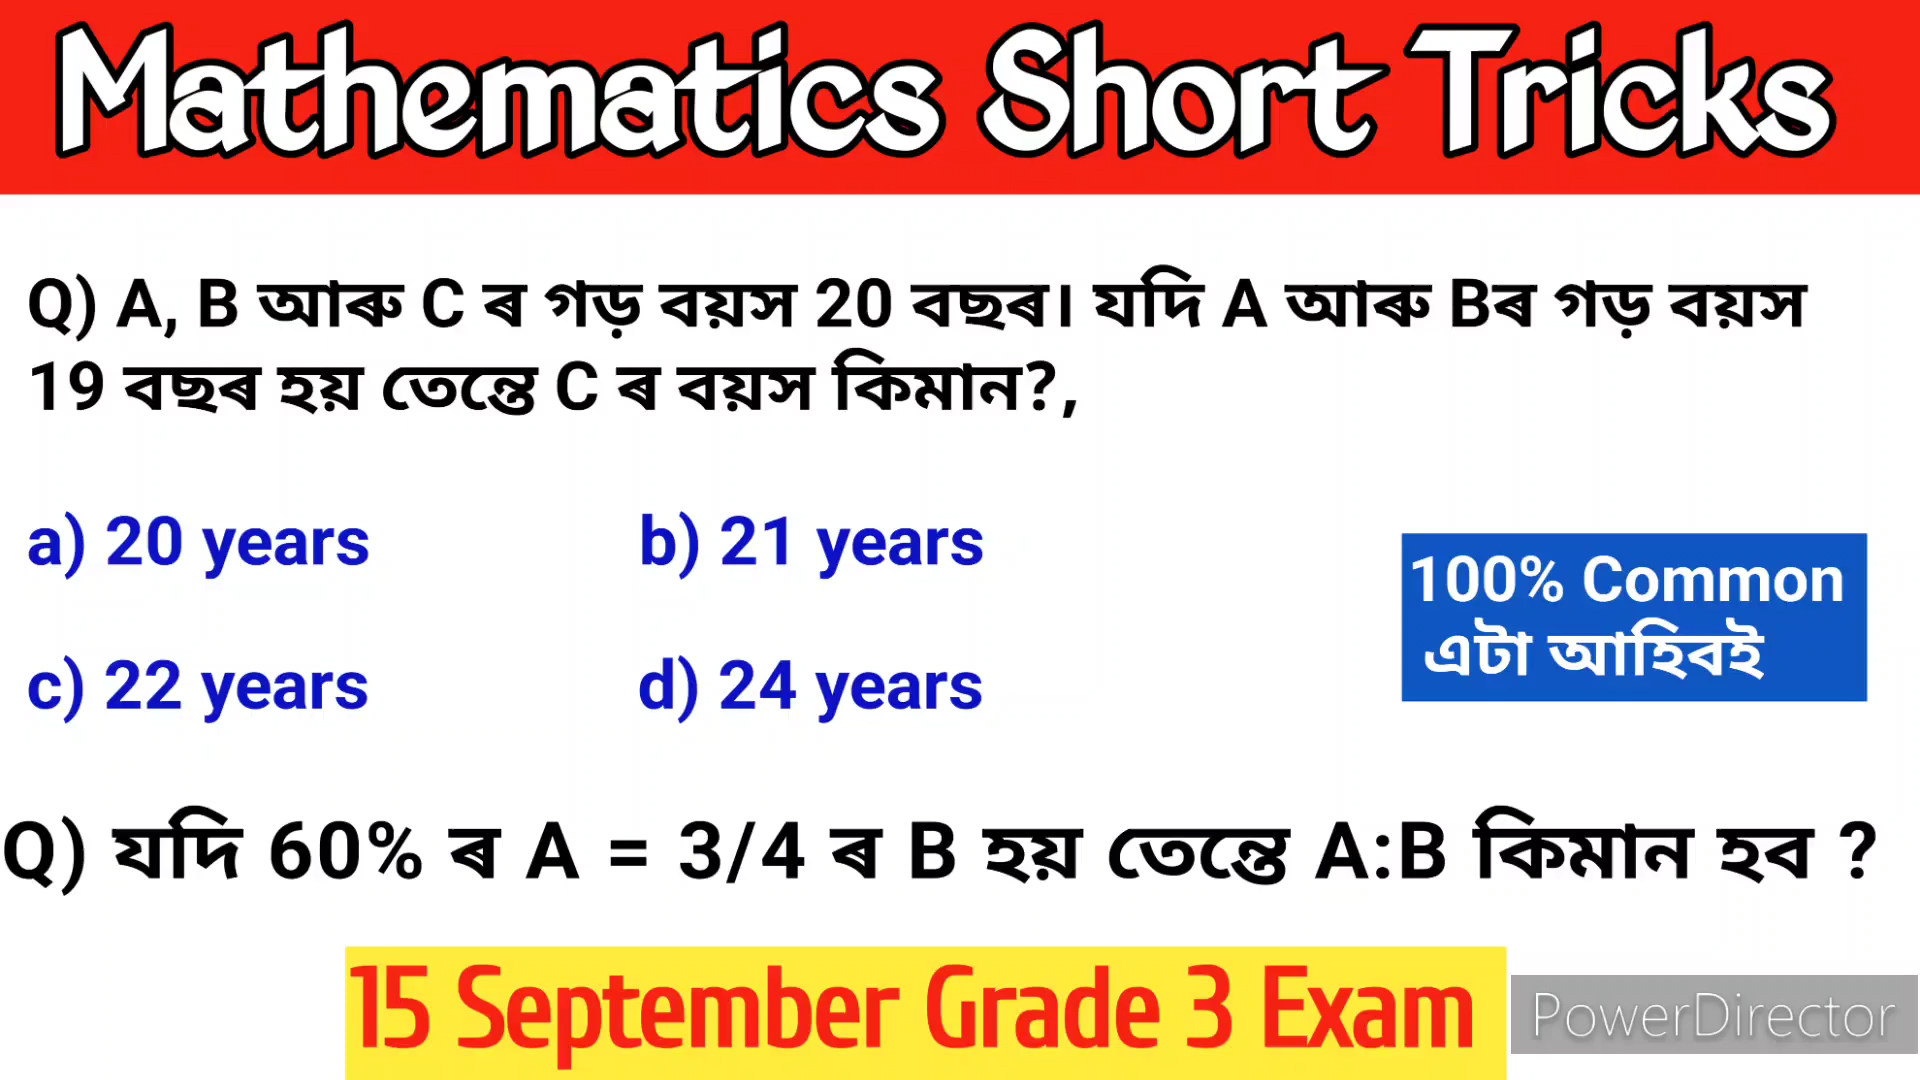 Mathematics Short Tricks
Q) A, B আৰু C ৰ গড় বয়স 20 বছৰ। যদি A আৰু Bৰ গড় বয়স
19 বছৰ হয় তেন্তে C ৰ বয়স কিমান?,
a) 20 years b) 21 years
c) 22 years d) 24 years
100% Common
এটা আহিবই
Q) যদি 60% ৰ A = 3/4 ৰ B হয় তেন্তে A:B কিমান হব ?
15 September Grade 3 Exam
PowerDirector